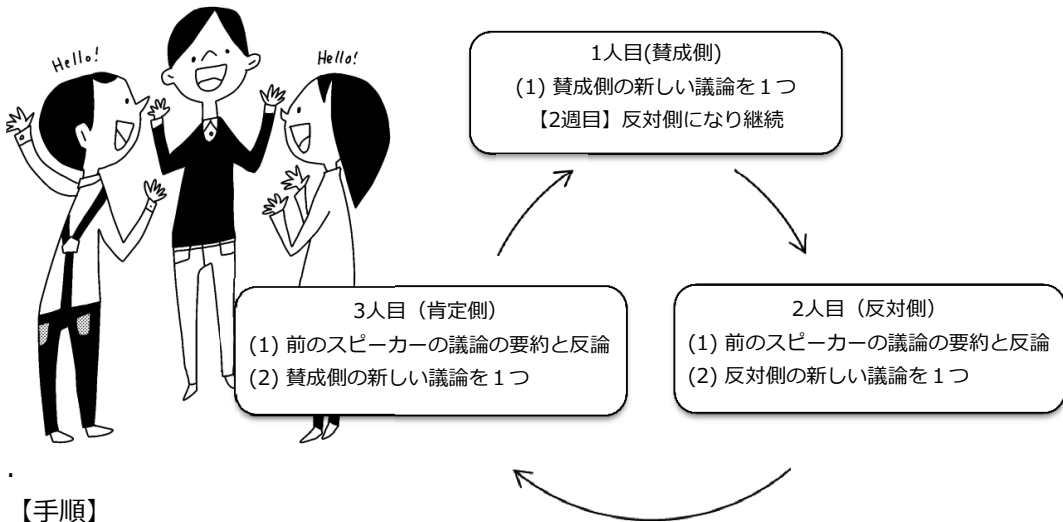 Hello!
Hello!
1人目(賛成側)
(1) 賛成側の新しい議論を１つ
【2週目】反対側になり継続
2人目（反対側）
(1) 前のスピーカーの議論の要約と反論
(2) 反対側の新しい議論を１つ
3人目（肯定側）
(1) 前のスピーカーの議論の要約と反論
(2) 賛成側の新しい議論を１つ
.
【手順】